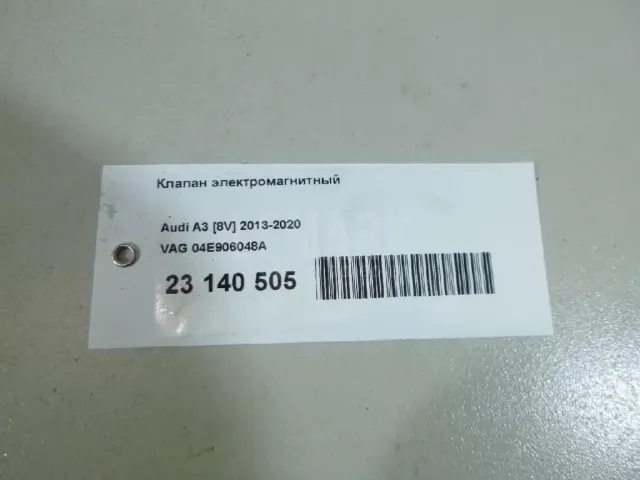 Клапан электромагнитный
Audi A3 [8V] 2013-2020
VAG 04E906048A
23 140 505